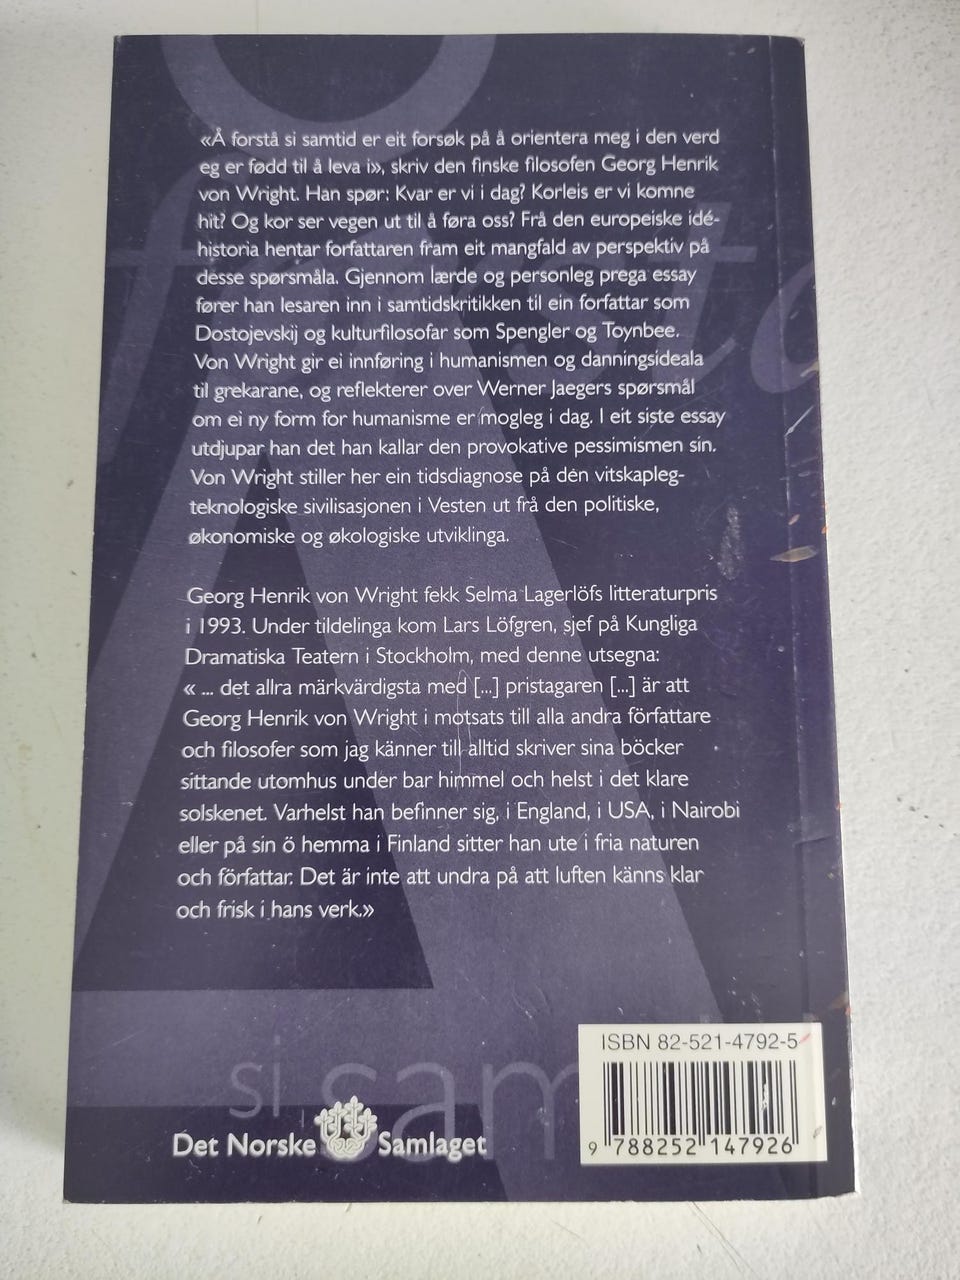 «Å forstå si samtid er eit forsøk på å orientera meg i den verd
eg er fødd til å leva i», skriv den finske filosofen Georg Henrik
von Wright. Han spør: Kvar er vi i dag? Korleis er vi komne
hit? Og kor ser vegen ut til å føra oss? Frå den europeiske idé-
historia hentar forfattaren fram eit mangfald av perspektiv på
desse spørsmåla. Gjennom lærde og personleg prega essay
fører han lesaren inn i samtidskritikken til ein forfattar som
Dostojevskij og kulturfilosofar som Spengler og Toynbee.
Von Wright gir ei innføring i humanismen og danningsideala
til grekarane, og reflekterer over Werner Jaegers spørsmål
om ei ny form for humanisme er mogleg i dag. I eit siste essay
utdjupar han det han kallar den provokative pessimismen sin.
Von Wright stiller her ein tidsdiagnose på den vitskapleg-
teknologiske sivilisasjonen i Vesten ut frå den politiske,
økonomiske og økologiske utviklinga.
Georg Henrik von Wright fekk Selma Lagerlöfs litteraturpris
i 1993. Under tildelinga kom Lars Löfgren, sjef på Kungliga
Dramatiska Teatern i Stockholm, med denne utsegna:
« ... det allra märkvärdigsta med [...] pristagaren [...] är att
Georg Henrik von Wright i motsats till alla andra författare
och filosofer som jag känner till alltid skriver sina böcker
sittande utomhus under bar himmel och helst i det klare
solskenet. Varhelst han befinner sig, i England, i USA, i Nairobi
eller på sin ö hemma i Finland sitter han ute i fria naturen
och författar. Det är inte att undra på att luften känns klar
och frisk i hans verk.»
si sam
Det Norske Samlaget
ISBN 82-521-4792-5
9 788252 147926